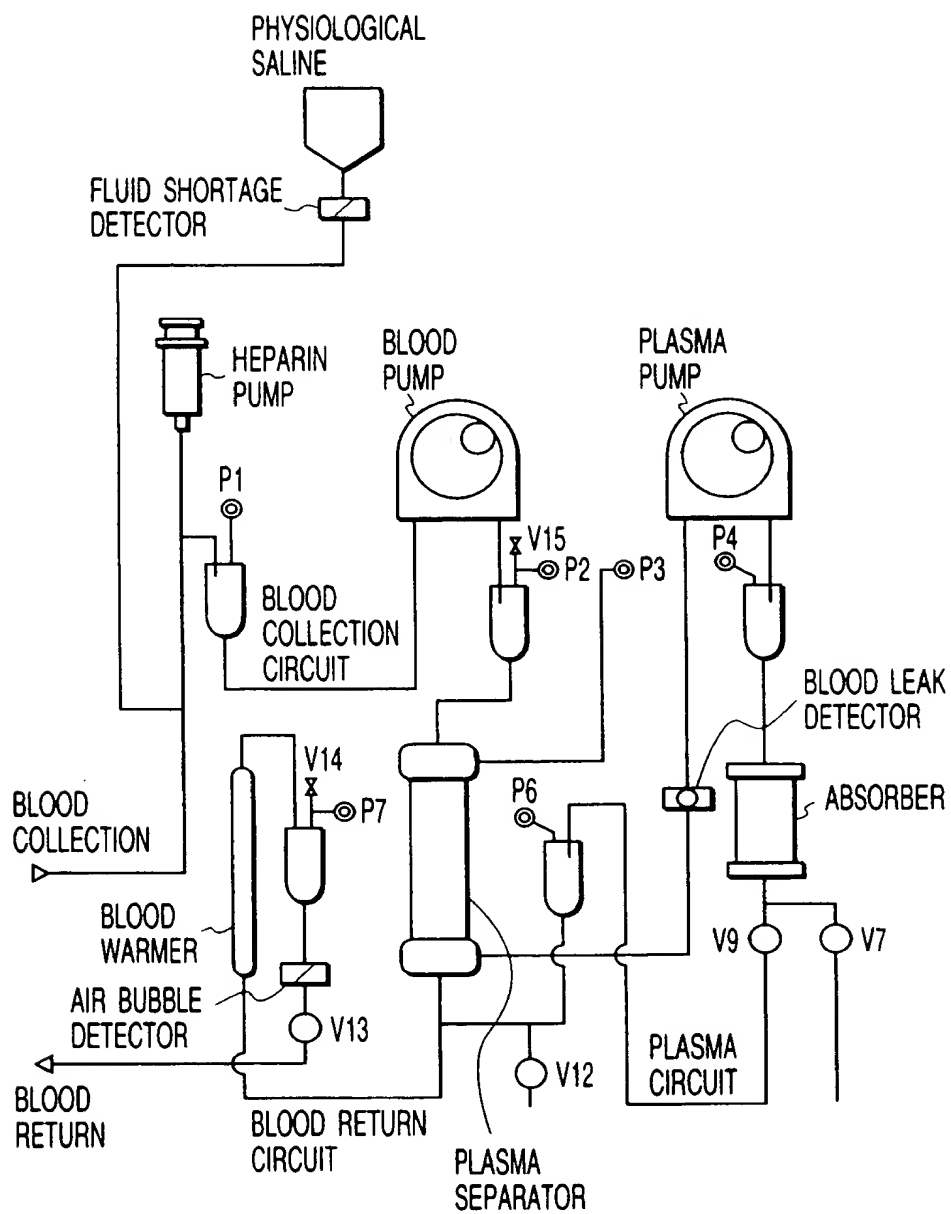 PHYSIOLOGICAL
SALINE
FLUID SHORTAGE
DETECTOR
HEPARIN
PUMP
BLOOD
PUMP
PLASMA
PUMP
P1
V15
P2
P3
P4
BLOOD
COLLECTION
CIRCUIT
BLOOD LEAK
DETECTOR
V14
P7
P6
ABSORBER
BLOOD
COLLECTION
BLOOD
WARMER
V9
V7
AIR BUBBLE
DETECTOR
V13
V12
PLASMA
CIRCUIT
BLOOD
RETURN
BLOOD RETURN
CIRCUIT
PLASMA
SEPARATOR